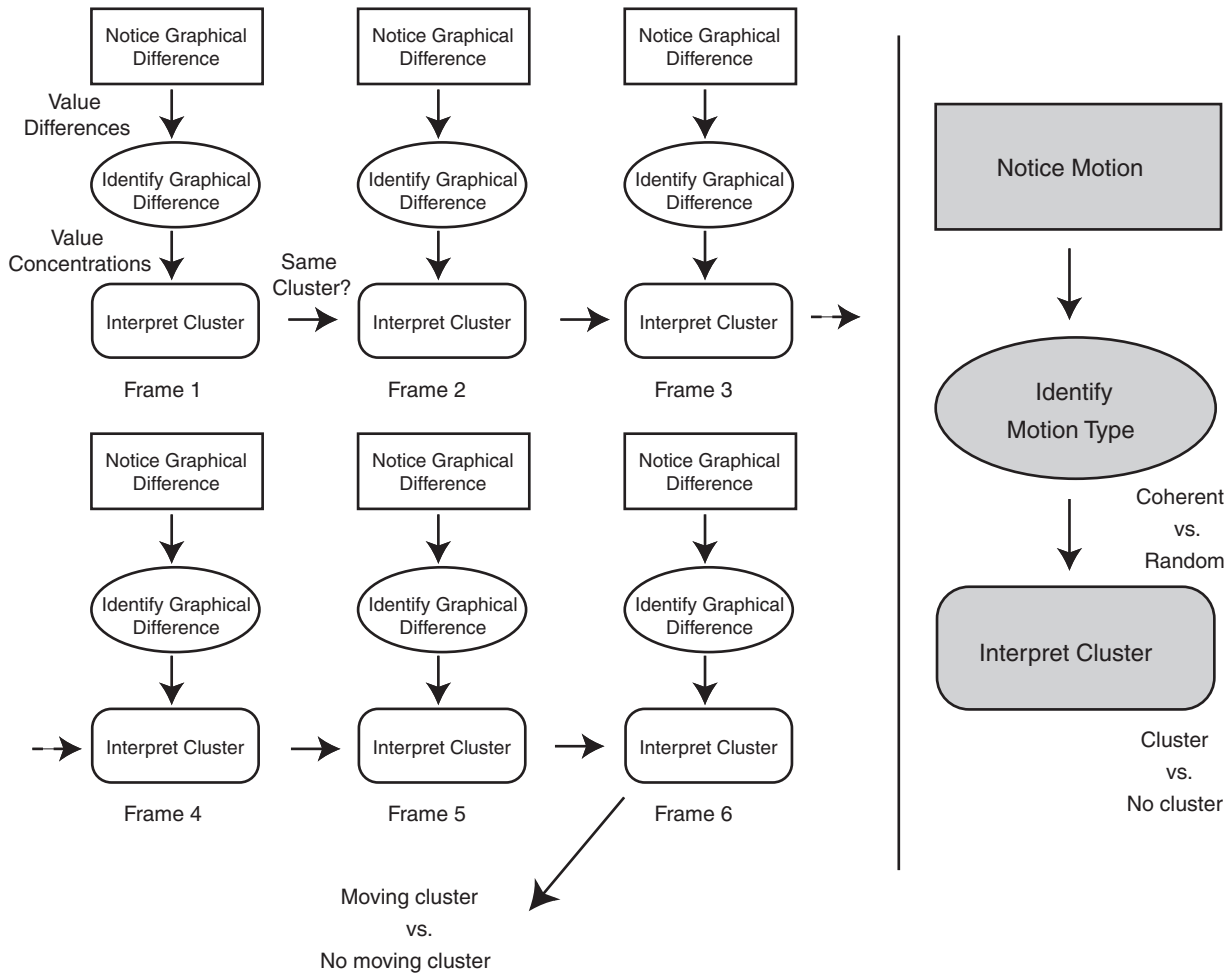 Notice Graphical
Difference
Value
Differences
Identify Graphical
Difference
Value
Concentrations
Interpret Cluster
Frame 1
Same
Cluster?
Notice Graphical
Difference
Identify Graphical
Difference
Interpret Cluster
Frame 2
Notice Graphical
Difference
Identify Graphical
Difference
Interpret Cluster
Frame 3
Notice Graphical
Difference
Identify Graphical
Difference
Interpret Cluster
Frame 4
Notice Graphical
Difference
Identify Graphical
Difference
Interpret Cluster
Frame 5
Notice Graphical
Difference
Identify Graphical
Difference
Interpret Cluster
Frame 6
Moving cluster
vs.
No moving cluster
Notice Motion
Identify
Motion Type
Coherent
vs.
Random
Interpret Cluster
Cluster
vs.
No cluster